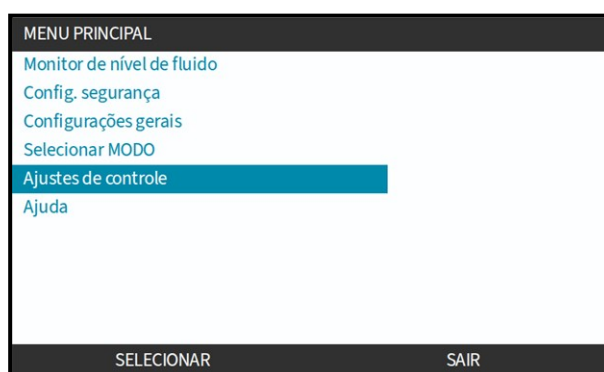 MENU PRINCIPAL
Monitor de nível de fluido
Config. segurança
Configurações gerais
Selecionar MODO
Ajustes de controle
Ajuda
SELECIONAR SAIR